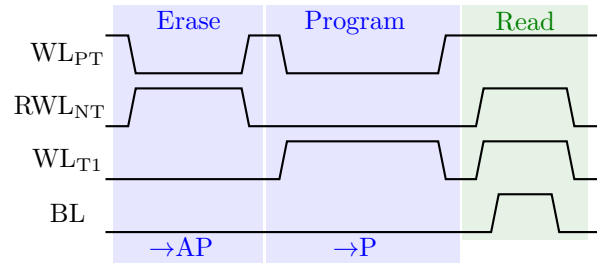 Erase Program Read
WL_PT
RWL_NT
WL_T1
BL
→AP →P